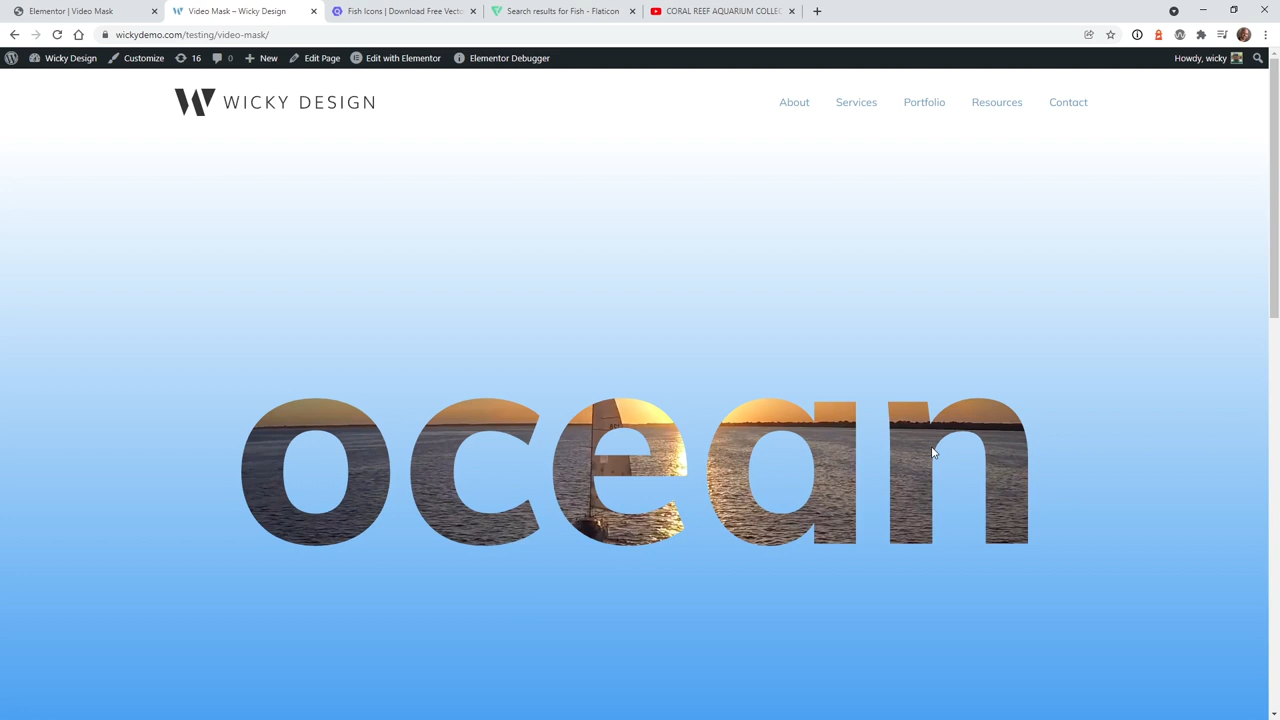 Elementor | Video Mask
Video Mask – Wicky Design
Fish Icons | Download Free Vecto
Search results for Fish - Flaticon
CORAL REEF AQUARIUM COLLEC
wickydemo.com/testing/video-mask/
Wicky Design
Customize
16
0
New
Edit Page
Edit with Elementor
Elementor Debugger
Howdy, wicky
WICKY DESIGN
About
Services
Portfolio
Resources
Contact
ocean